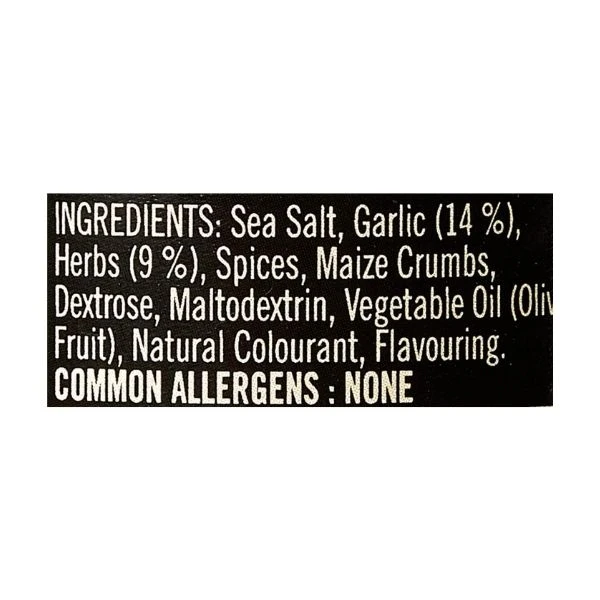 INGREDIENTS: Sea Salt, Garlic (14 %),
Herbs (9 %), Spices, Maize Crumbs,
Dextrose, Maltodextrin, Vegetable Oil (Oliv
Fruit), Natural Colourant, Flavouring.
COMMON ALLERGENS : NONE